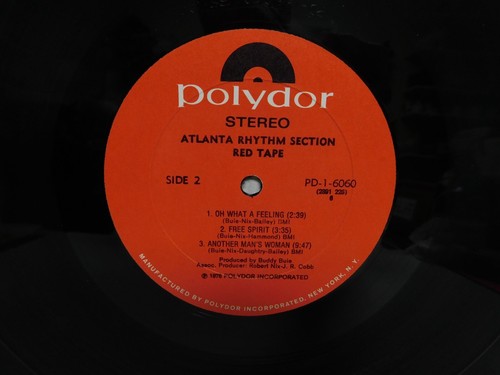 polydor
STEREO
ATLANTA RHYTHM SECTION
RED TAPE
SIDE 2
PD-1-6060
(2391 225)
B
1. OH WHAT A FEELING (2:39)
(Buie-Nix-Bailey) BMI
2. FREE SPIRIT (3:35)
(Buie-Nix-Hammond) BMI
3. ANOTHER MAN'S WOMAN (9:47)
(Buie-Nix-Daughtry-Bailey) BMI
Produced by Buddy Buie
Assoc. Producer: Robert Nix-J. R. Cobb
℗ 1976 POLYDOR INCORPORATED
MANUFACTURED BY POLYDOR INCORPORATED, NEW YORK, N.Y.